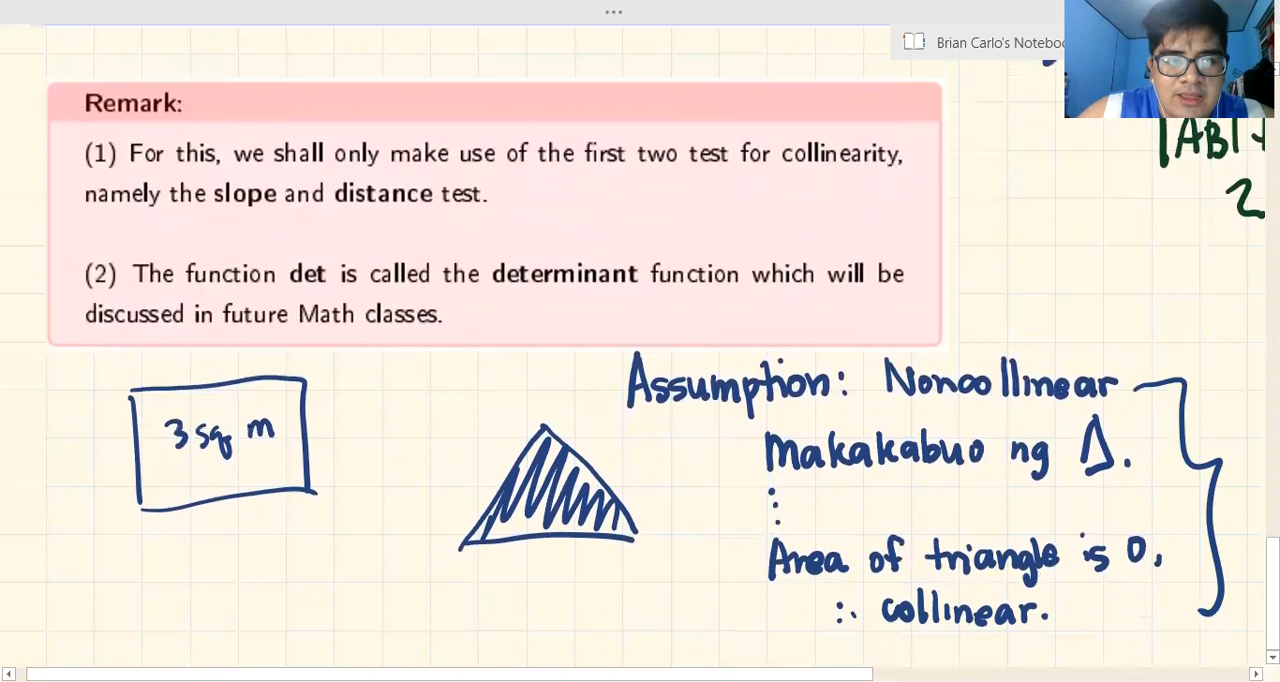 Brian Carlo's Noteboo
|AB| +
2
Remark:
(1) For this, we shall only make use of the first two test for collinearity,
namely the slope and distance test.
(2) The function det is called the determinant function which will be
discussed in future Math classes.
3 sq m
Assumption: Noncollinear
Makakabuo ng Δ.
⋮
Area of triangle is 0,
∴ collinear.